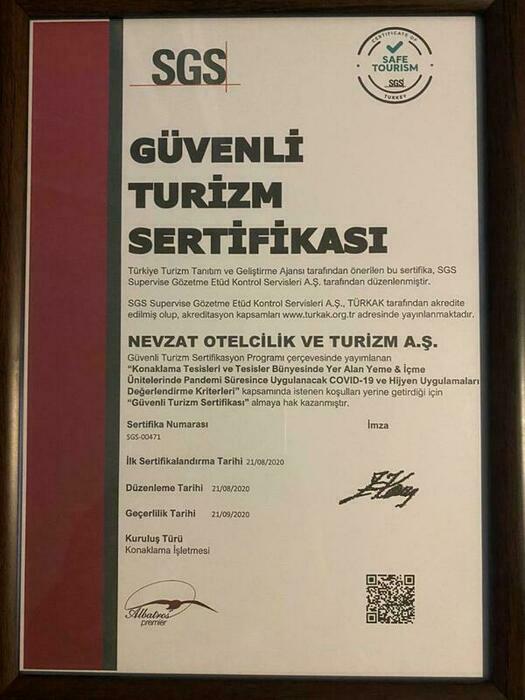 SGS
CERTIFICATE OF
SAFE
TOURISM
SGS
TURKEY
GÜVENLİ
TURİZM
SERTİFİKASI
Türkiye Turizm Tanıtım ve Geliştirme Ajansı tarafından önerilen bu sertifika, SGS
Supervise Gözetme Etüd Kontrol Servisleri A.Ş. tarafından düzenlenmiştir.
SGS Supervise Gözetme Etüd Kontrol Servisleri A.Ş., TÜRKAK tarafından akredite
edilmiş olup, akreditasyon kapsamları www.turkak.org.tr adresinde yayınlanmaktadır.
NEVZAT OTELCİLİK VE TURİZM A.Ş.
Güvenli Turizm Sertifikasyon Programı çerçevesinde yayımlanan
“Konaklama Tesisleri ve Tesisler Bünyesinde Yer Alan Yeme & İçme
Ünitelerinde Pandemi Süresince Uygulanacak COVID-19 ve Hijyen Uygulamaları
Değerlendirme Kriterleri” kapsamında istenen koşulları yerine getirdiği için
“Güvenli Turizm Sertifikası” almaya hak kazanmıştır.
Sertifika Numarası İmza
SGS-00471
İlk Sertifikalandırma Tarihi 21/08/2020
Düzenleme Tarihi 21/08/2020
Geçerlilik Tarihi 21/09/2020
Kuruluş Türü
Konaklama İşletmesi
Albatros
premier